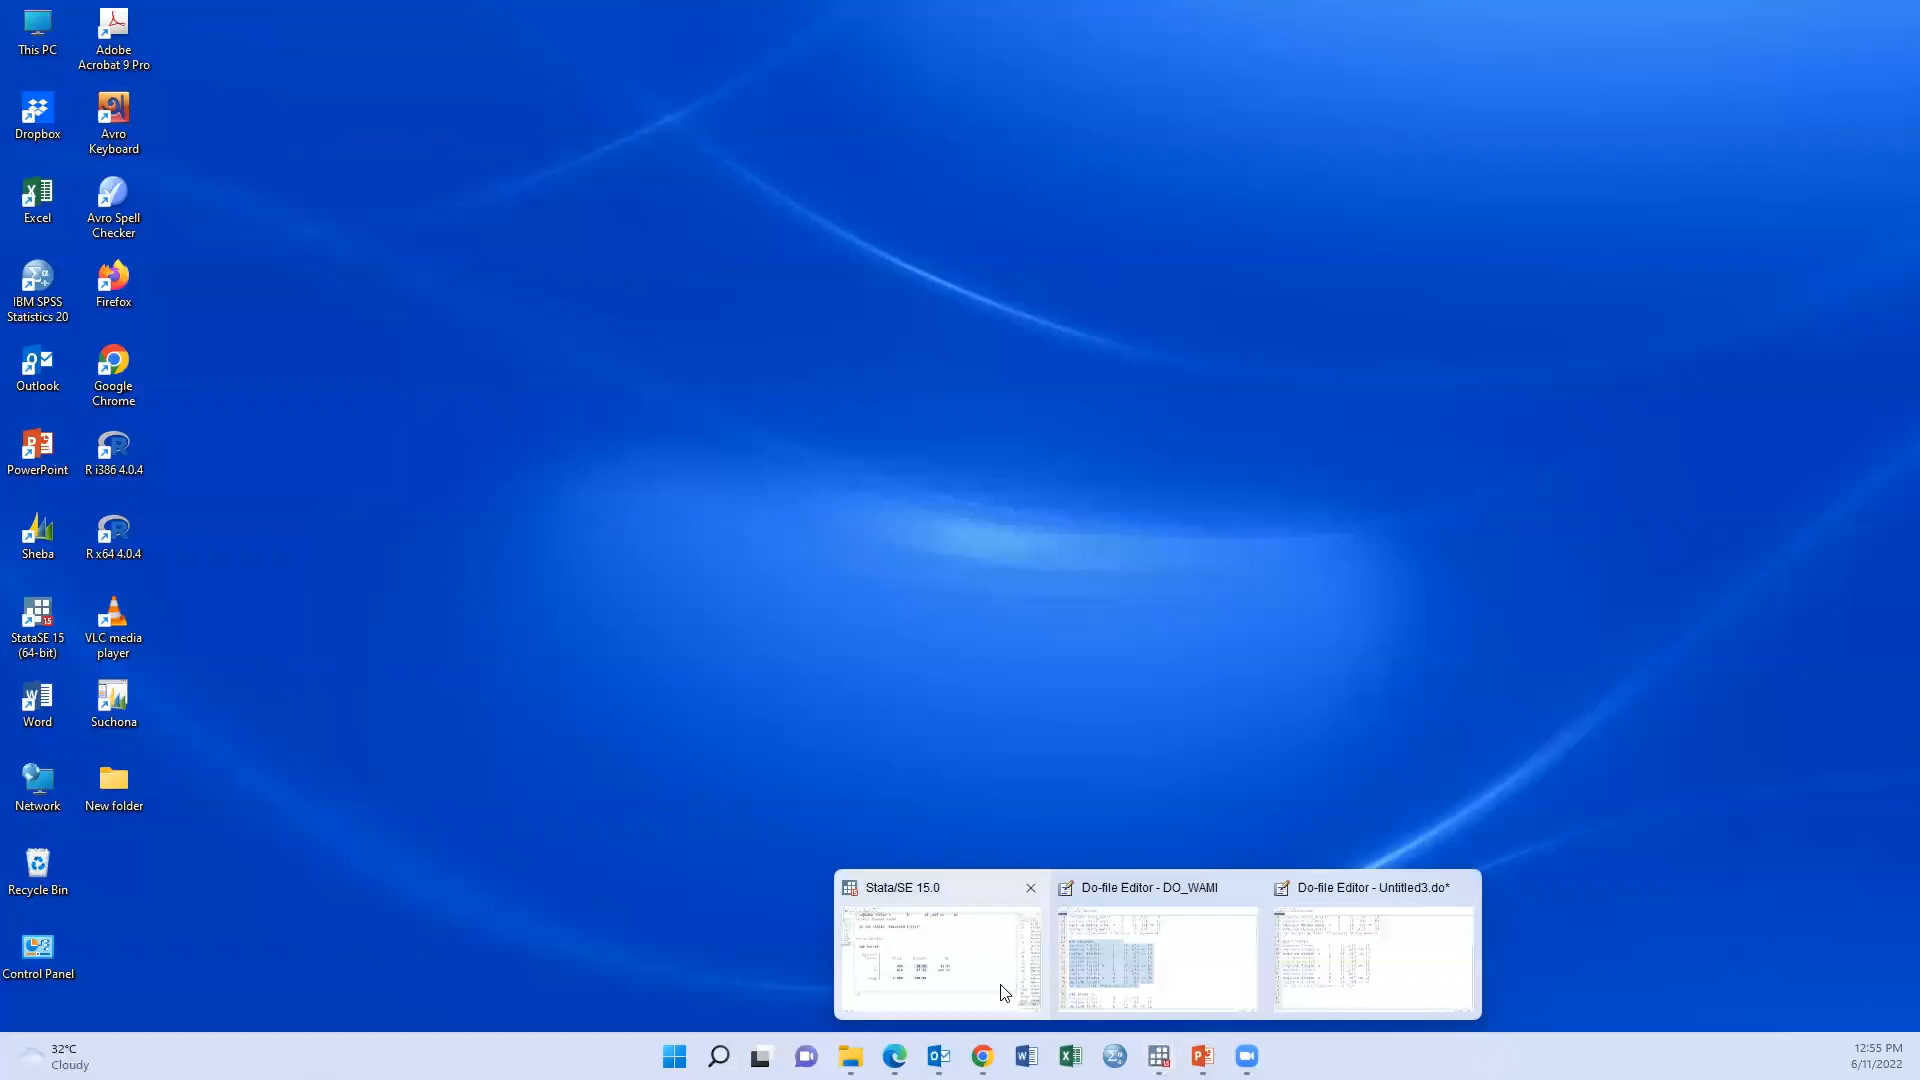 This PC
Adobe
Acrobat 9 Pro
Dropbox
Avro
Keyboard
Excel
Avro Spell
Checker
IBM SPSS
Statistics 20
Firefox
Outlook
Google
Chrome
PowerPoint
R i386 4.0.4
Sheba
R x64 4.0.4
StataSE 15
(64-bit)
VLC media
player
Word
Suchona
Network
New folder
Recycle Bin
Control Panel
Stata/SE 15.0
Do-file Editor - DO_WAMI
Do-file Editor - Untitled3.do*
32°C
Cloudy
12:55 PM
6/11/2022